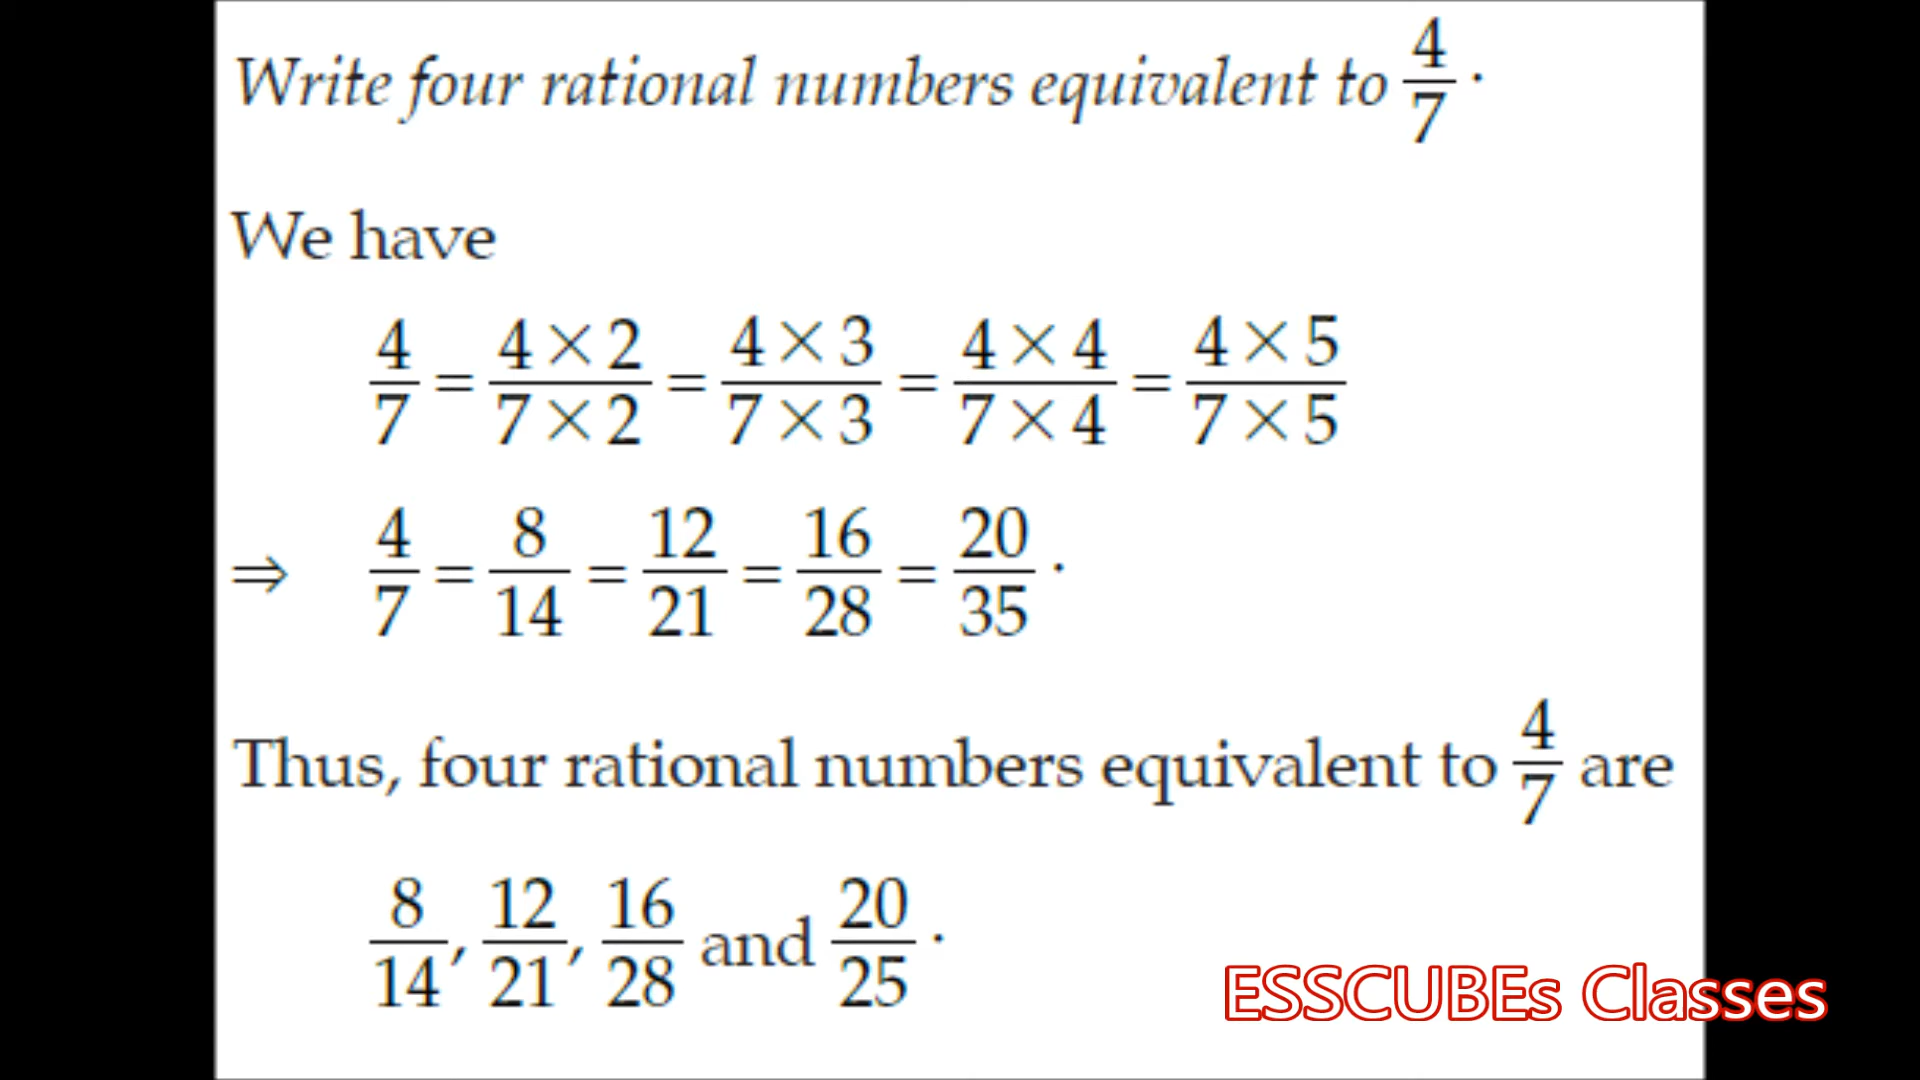 Write four rational numbers equivalent to 4/7.
We have
4/7 = 4×2/7×2 = 4×3/7×3 = 4×4/7×4 = 4×5/7×5
⇒ 4/7 = 8/14 = 12/21 = 16/28 = 20/35.
Thus, four rational numbers equivalent to 4/7 are
8/14, 12/21, 16/28 and 20/25.
ESSCUBEs Classes